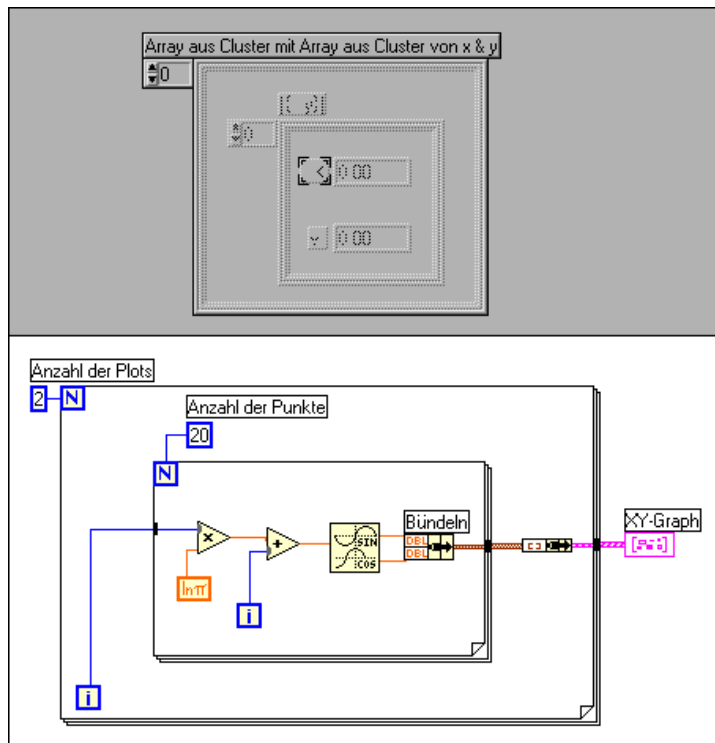 Array aus Cluster mit Array aus Cluster von x & y
0
0
0.00
0.00
Anzahl der Plots
2 N
Anzahl der Punkte
20
N
Bündeln
XY-Graph
x
+
SIN
COS
DBL
DBL
lnπ
i
i